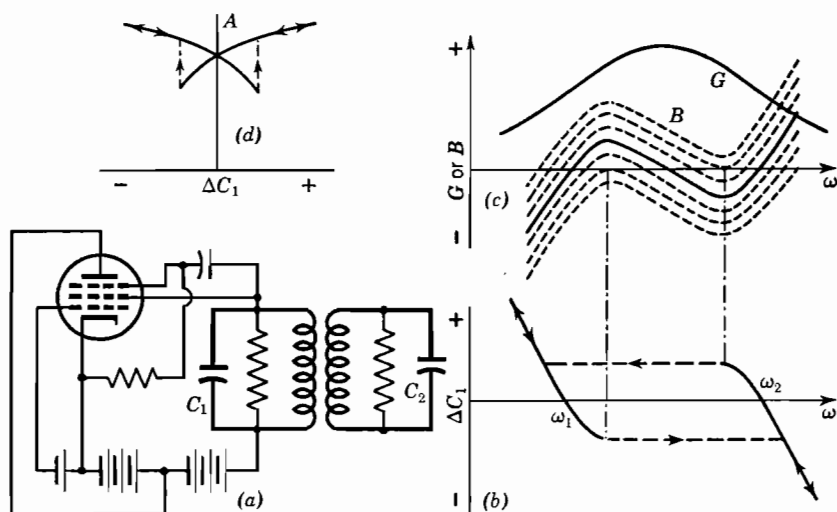 A
(d)
− ΔC₁ +
+
G
B
G or B
ω
(c)
−
C₁
C₂
(a)
+
ΔC₁
ω₁
ω₂
ω
−
(b)